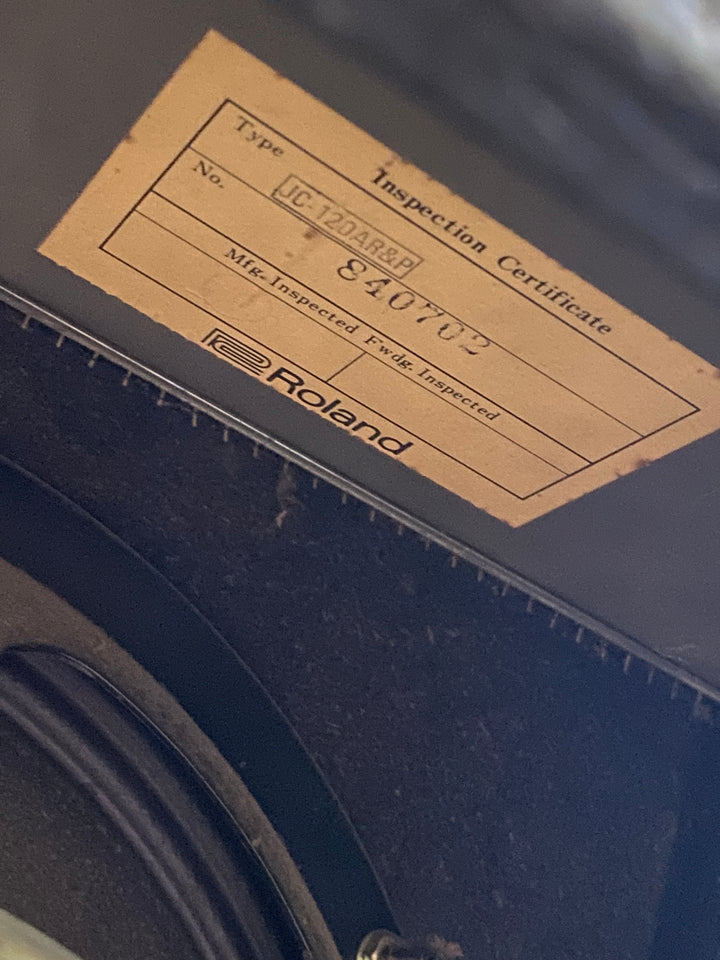 Inspection Certificate
Type JC-120AR&P
No. 840702
Mfg. Inspected Fwdg. Inspected
Roland